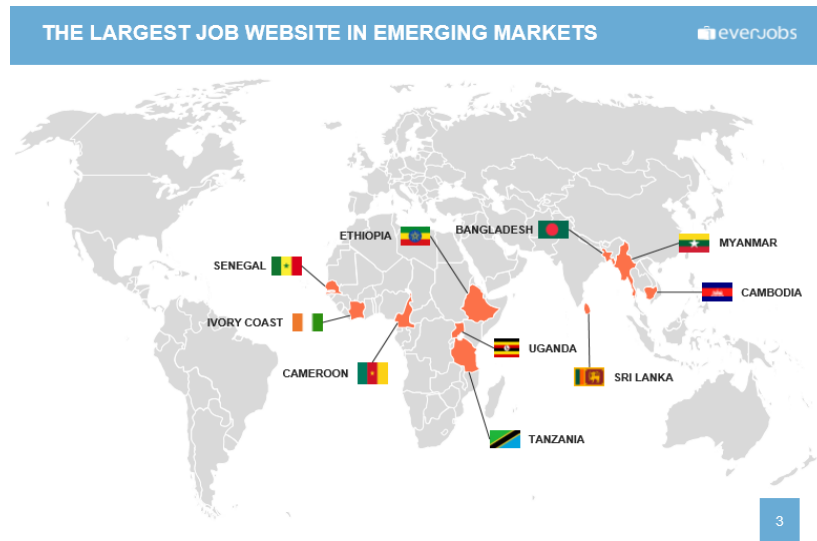 THE LARGEST JOB WEBSITE IN EMERGING MARKETS
everjobs
ETHIOPIA
BANGLADESH
MYANMAR
SENEGAL
CAMBODIA
IVORY COAST
UGANDA
CAMEROON
SRI LANKA
TANZANIA
3